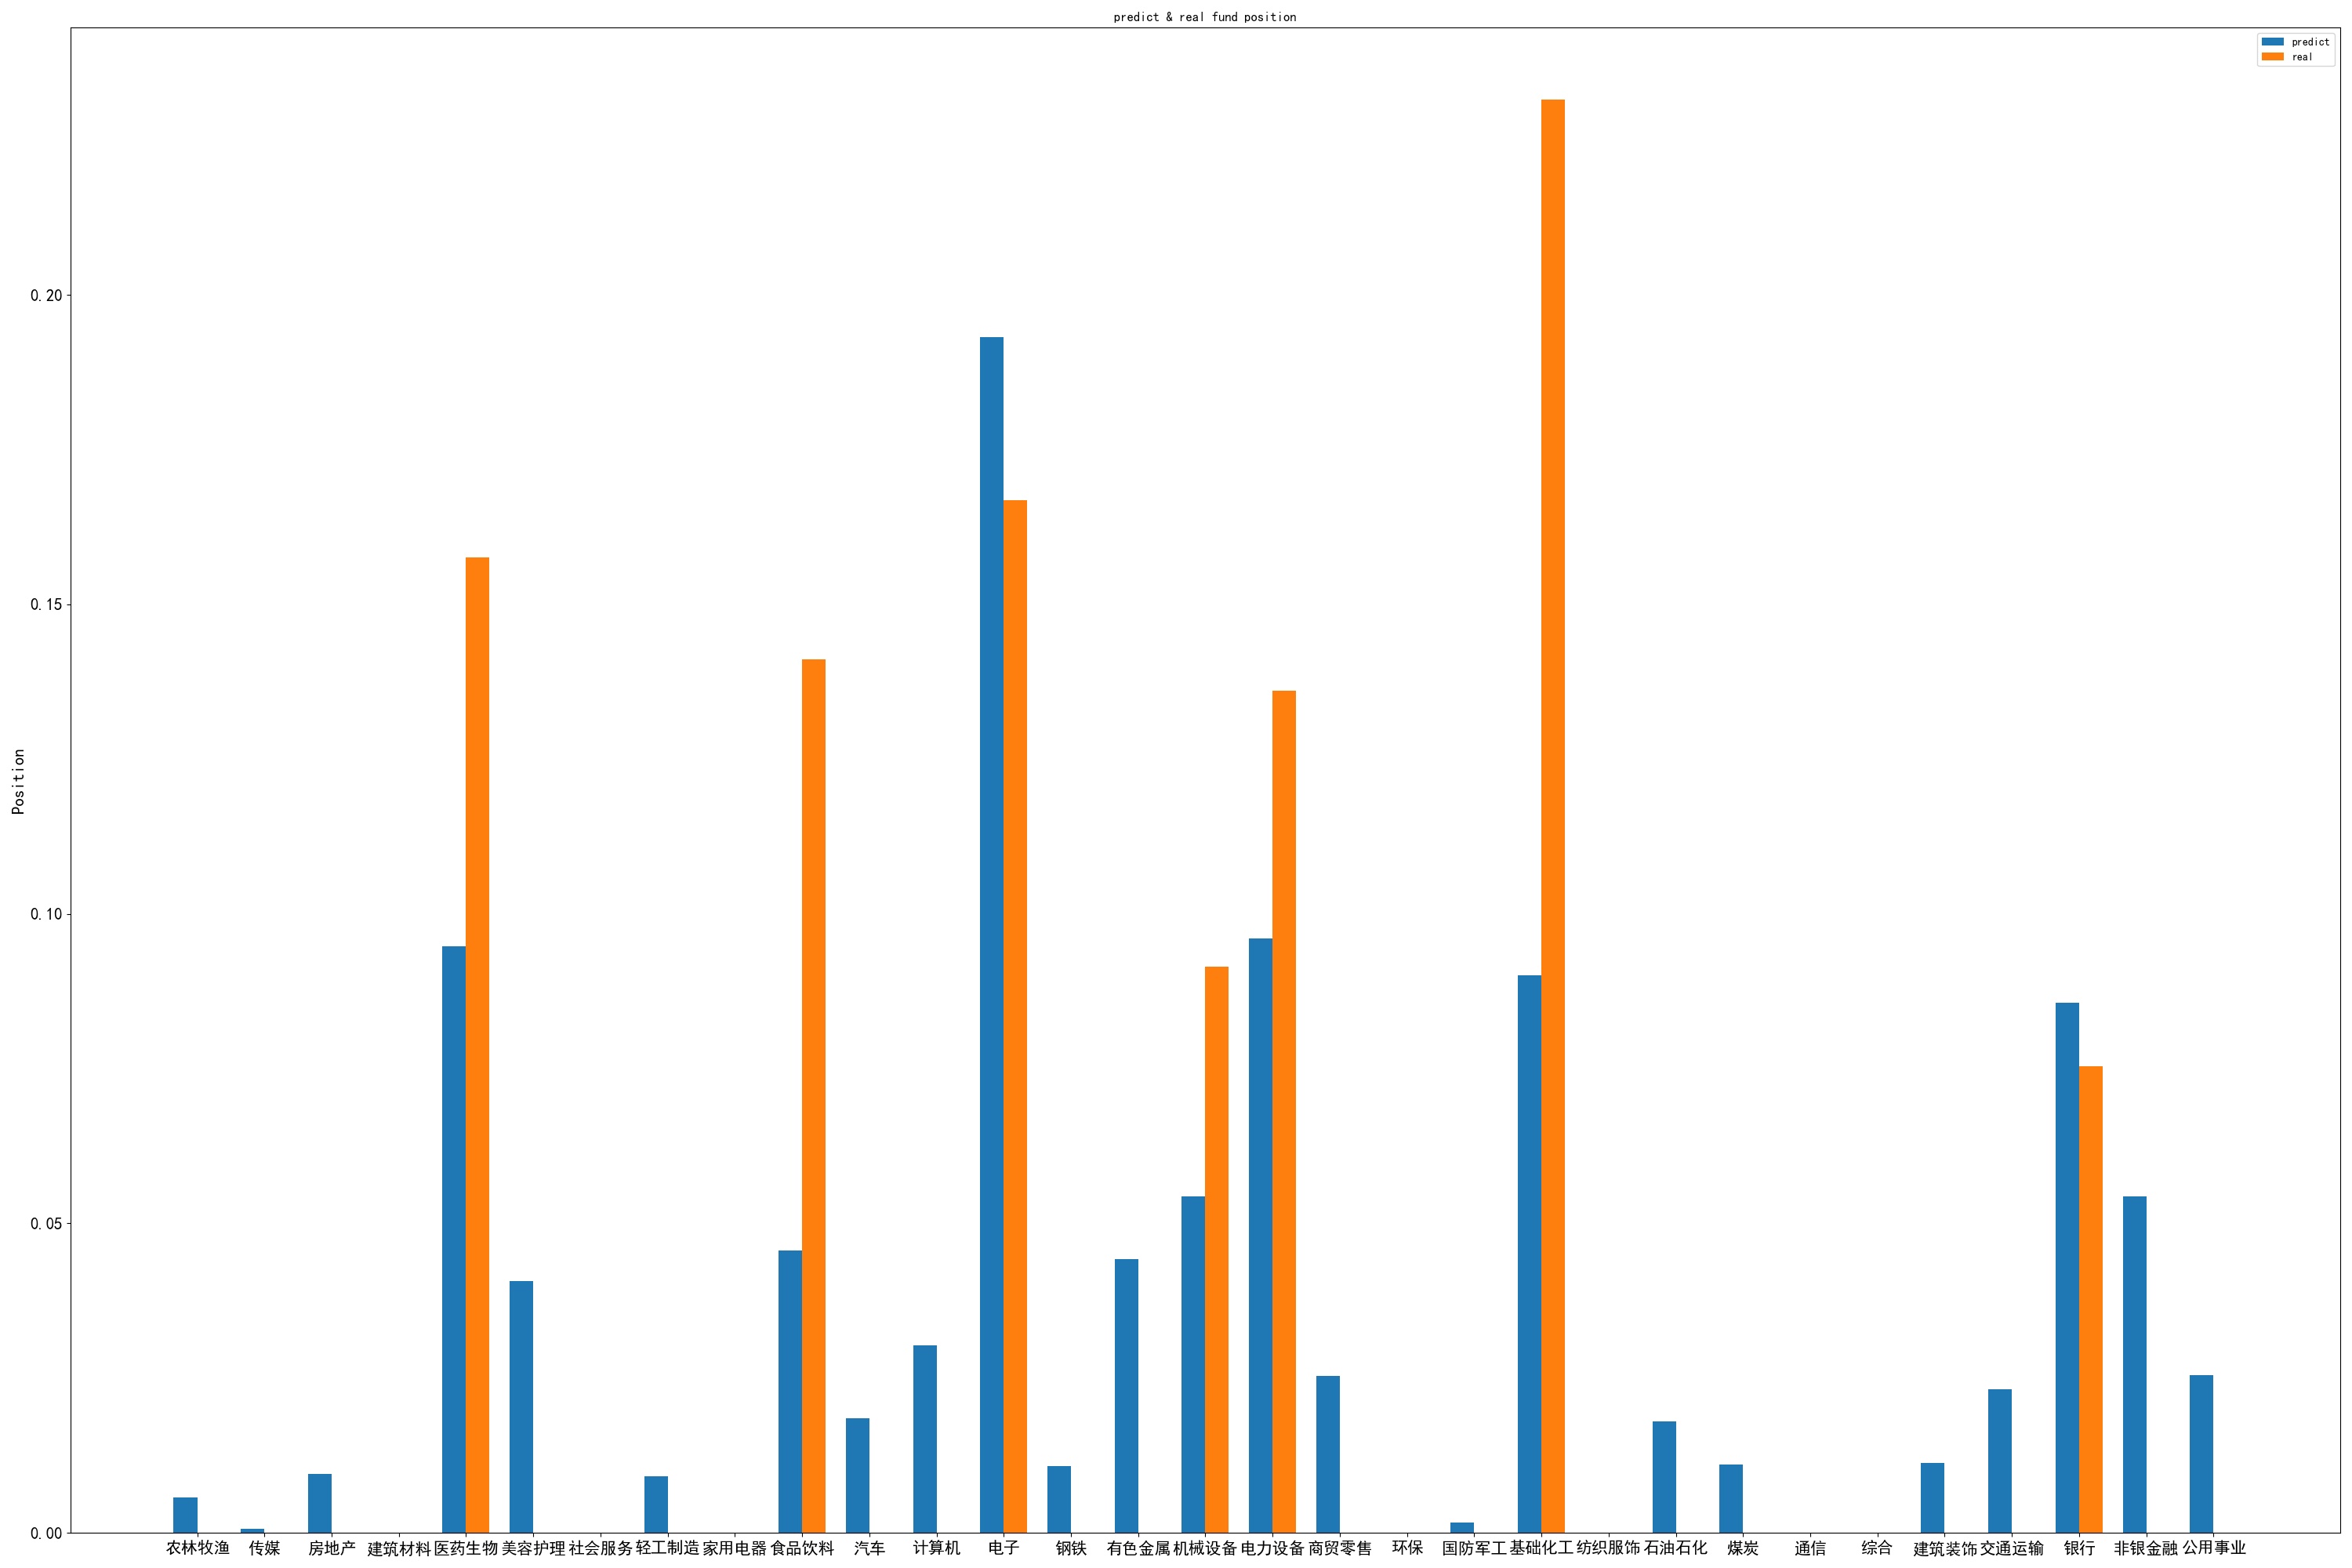 predict & real fund position
predict
real
Position
0.20
0.15
0.10
0.05
0.00
农林牧渔 传媒 房地产 建筑材料 医药生物 美容护理 社会服务 轻工制造 家用电器 食品饮料 汽车 计算机 电子 钢铁 有色金属 机械设备 电力设备 商贸零售 环保 国防军工 基础化工 纺织服饰 石油石化 煤炭 通信 综合 建筑装饰 交通运输 银行 非银金融 公用事业